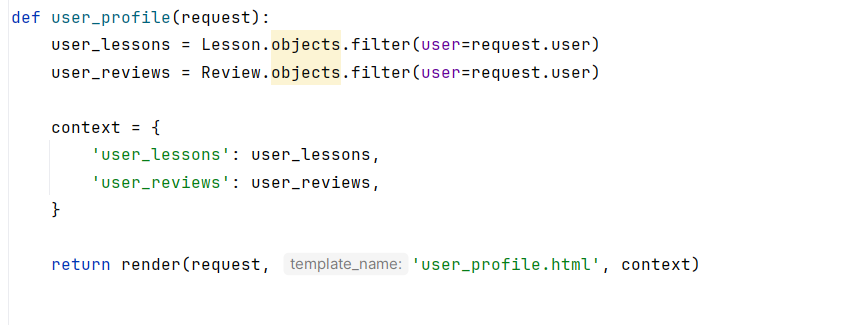 def user_profile(request):
    user_lessons = Lesson.objects.filter(user=request.user)
    user_reviews = Review.objects.filter(user=request.user)
    context = {
        'user_lessons': user_lessons,
        'user_reviews': user_reviews,
    }
    return render(request, template_name: 'user_profile.html', context)